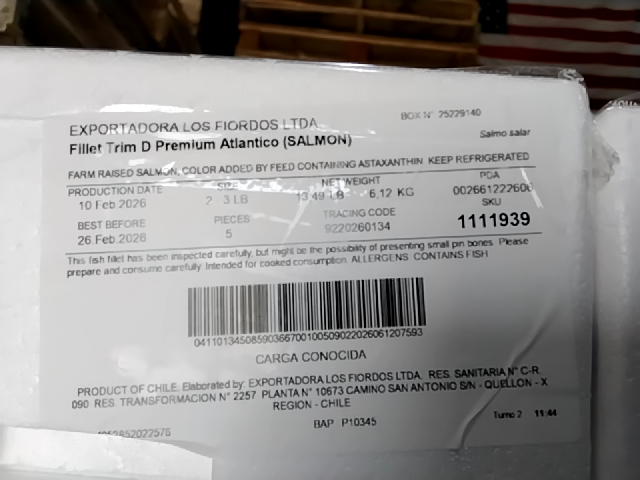 EXPORTADORA LOS FIORDOS LTDA.
BOX N° 25229140
Fillet Trim D Premium Atlantico (SALMON)
Salmo salar
FARM RAISED SALMON, COLOR ADDED BY FEED CONTAINING ASTAXANTHIN KEEP REFRIGERATED
PRODUCTION DATE SIZE NET WEIGHT PDA
10 Feb 2026 2 3 LB 13,49 LB - 6,12 KG 002661222606
BEST BEFORE PIECES TRACING CODE SKU
26 Feb 2026 5 9220260134 1111939
This fish fillet has been inspected carefully, but might be the possibility of presenting small pin bones. Please
prepare and consume carefully. Intended for cooked consumption. ALLERGENS: CONTAINS FISH
CARGA CONOCIDA
PRODUCT OF CHILE. Elaborated by: EXPORTADORA LOS FIORDOS LTDA. RES. SANITARIA N° C-R.
090 RES. TRANSFORMACION N° 2257 PLANTA N° 10673 CAMINO SAN ANTONIO S/N - QUELLON - X
REGION - CHILE
BAP P10345
Turno 2 11:44